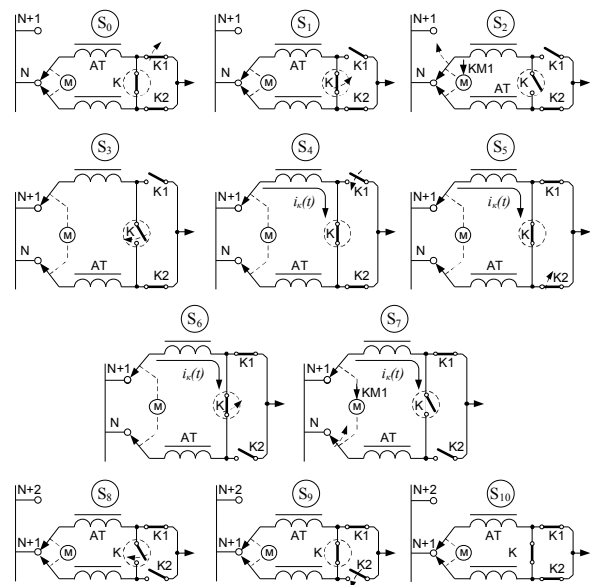 S₀
S₁
S₂
N+1
N
AT
M
K
K1
K2
N+1
N
AT
M
K
K1
K2
N+1
N
KM1
M
AT
K
K1
K2
S₃
S₄
S₅
N+1
N
M
AT
K
K1
K2
N+1
N
iк(t)
M
AT
K
K1
K2
N+1
N
iк(t)
M
AT
K
K1
K2
S₆
S₇
N+1
N
iк(t)
M
AT
K
K1
K2
N+1
N
KM1
iк(t)
M
AT
K
K1
K2
S₈
S₉
S₁₀
N+2
N+1
AT
M
K
K1
K2
N+2
N+1
AT
M
K
K1
K2
N+2
N+1
AT
M
K
K1
K2